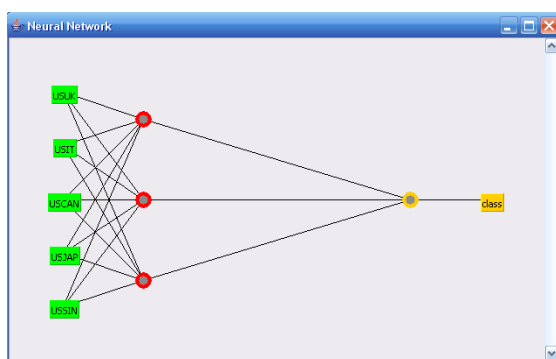 Neural Network
USUK
USIT
USCAN
USJAP
USSIN
class